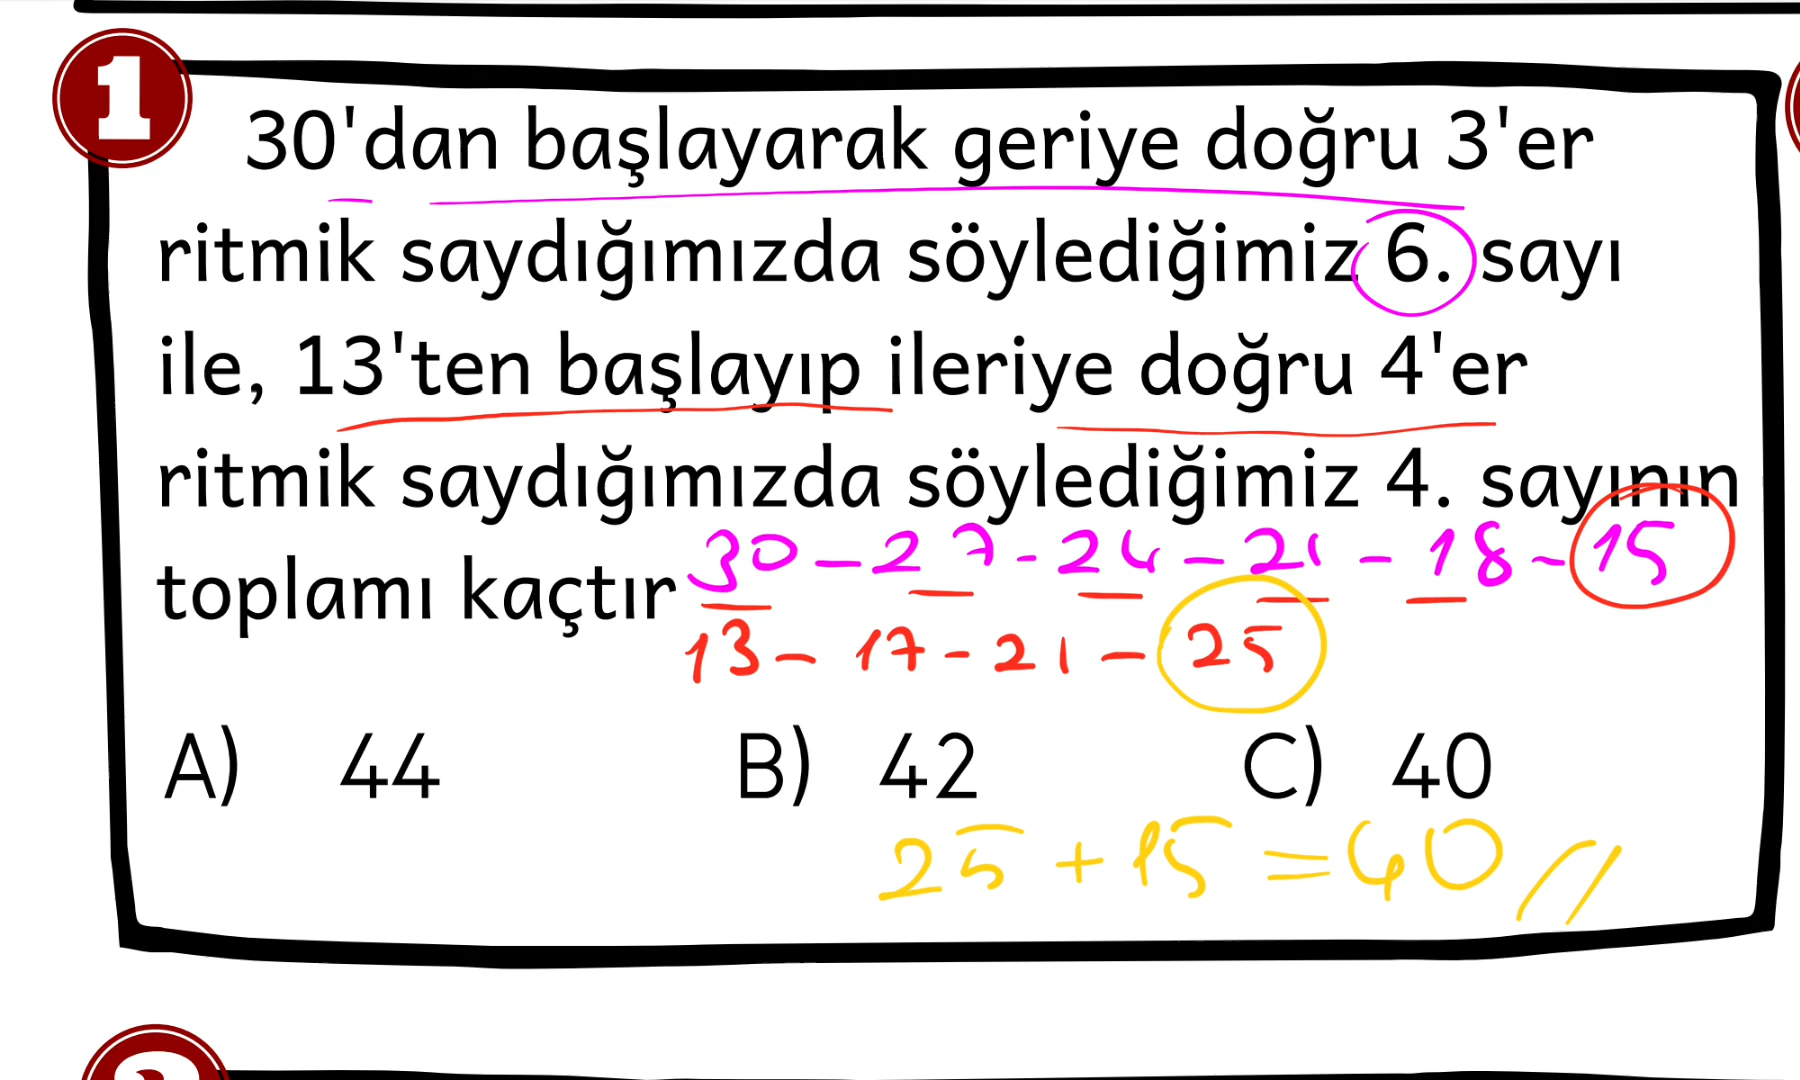 1
30'dan başlayarak geriye doğru 3'er
ritmik saydığımızda söylediğimiz 6. sayı
ile, 13'ten başlayıp ileriye doğru 4'er
ritmik saydığımızda söylediğimiz 4. sayının
toplamı kaçtır
30 - 27 - 24 - 21 - 18 - 15
13 - 17 - 21 - 25
A) 44 B) 42 C) 40
25 + 15 = 40 //